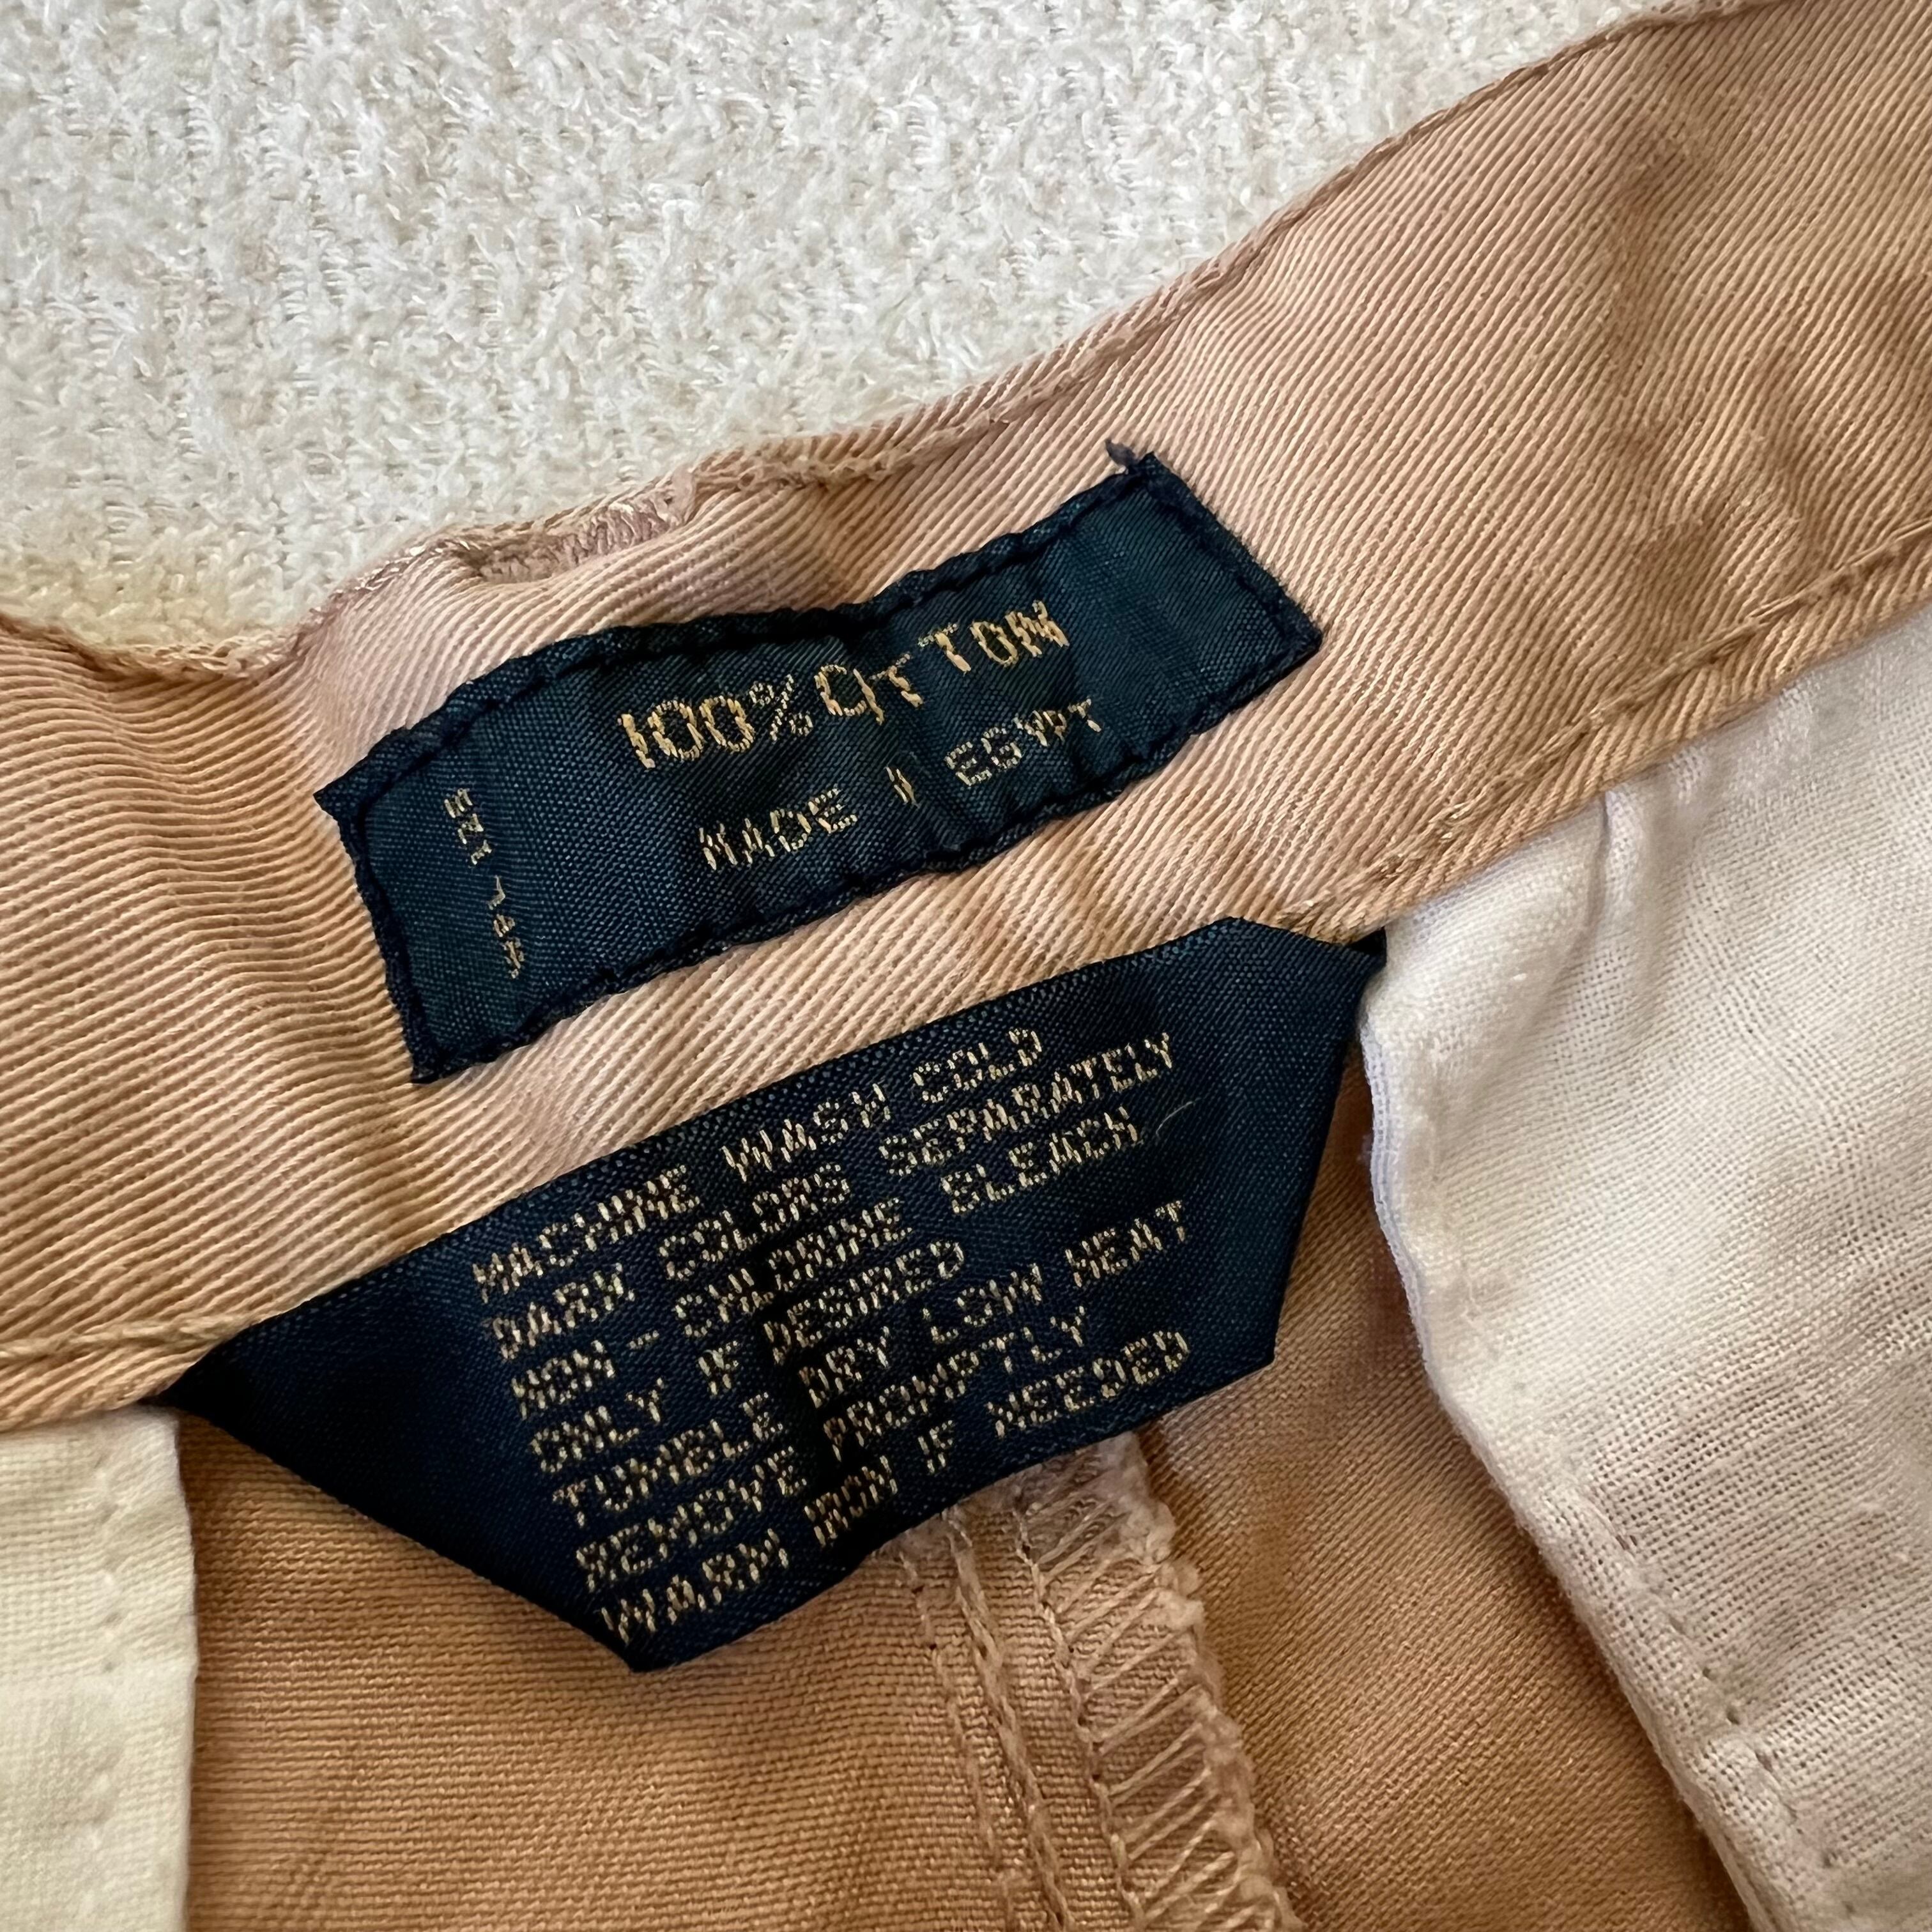 100% COTTON
MADE IN EGYPT
MACHINE WASH COLD
DARK COLORS SEPARATELY
NON - CHLORINE BLEACH
ONLY IF DESIRED
TUMBLE DRY LOW HEAT
REMOVE PROMPTLY
WARM IRON IF NEEDED